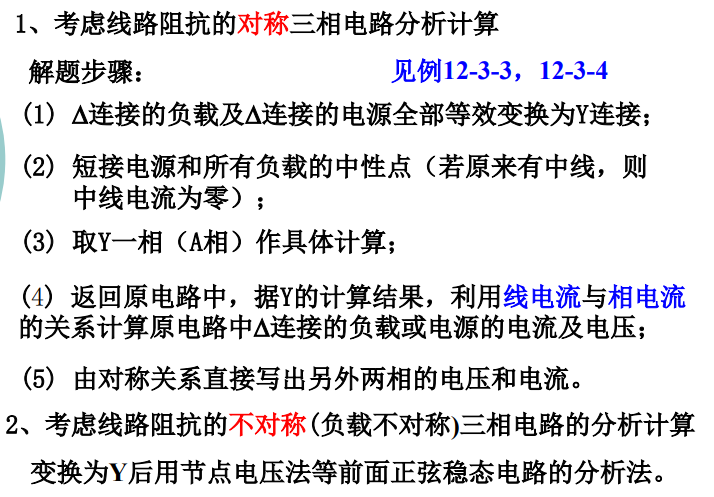 1、考虑线路阻抗的对称三相电路分析计算
解题步骤： 见例12-3-3，12-3-4
(1) Δ连接的负载及Δ连接的电源全部等效变换为Y连接；
(2) 短接电源和所有负载的中性点（若原来有中线，则
中线电流为零）；
(3) 取Y一相（A相）作具体计算；
(4) 返回原电路中，据Y的计算结果，利用线电流与相电流
的关系计算原电路中Δ连接的负载或电源的电流及电压；
(5) 由对称关系直接写出另外两相的电压和电流。
2、考虑线路阻抗的不对称(负载不对称)三相电路的分析计算
变换为Y后用节点电压法等前面正弦稳态电路的分析法。